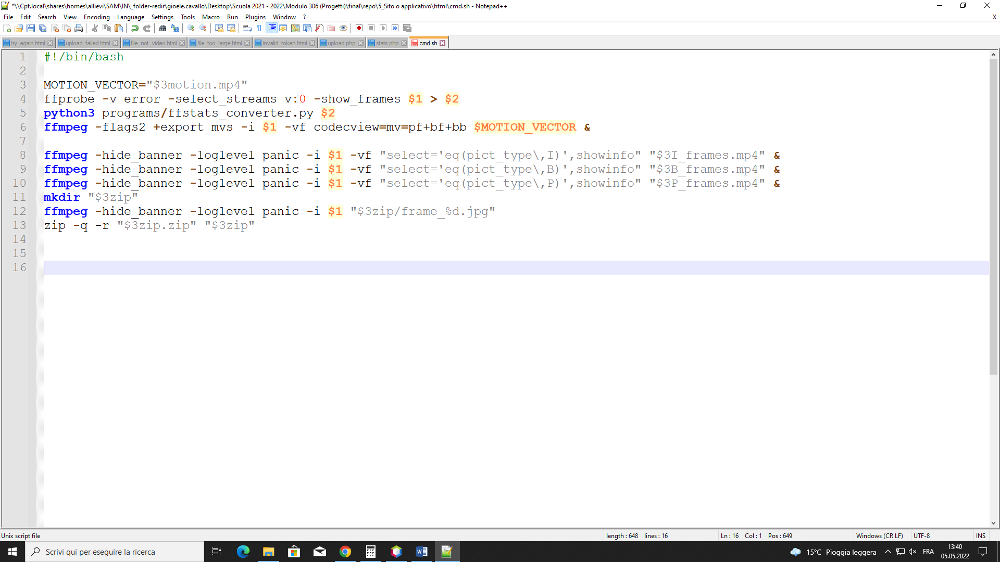 *\\Cpt.local\shares\homes\allievi\SAM\IN\_folder-redir\gioele.cavallo\Desktop\Scuola 2021 - 2022\Modulo 306 (Progetti)\final\repo\5_Sito o applicativo\html\cmd.sh - Notepad++
File Edit Search View Encoding Language Settings Tools Macro Run Plugins Window ? X
try_again.html upload_failed.html file_not_video.html file_too_large.html invalid_token.html upload.php stats.php cmd.sh
1 #!/bin/bash
2
3 MOTION_VECTOR="$3motion.mp4"
4 ffprobe -v error -select_streams v:0 -show_frames $1 > $2
5 python3 programs/ffstats_converter.py $2
6 ffmpeg -flags2 +export_mvs -i $1 -vf codecview=mv=pf+bf+bb $MOTION_VECTOR &
7
8 ffmpeg -hide_banner -loglevel panic -i $1 -vf "select='eq(pict_type\,I)',showinfo" "$3I_frames.mp4" &
9 ffmpeg -hide_banner -loglevel panic -i $1 -vf "select='eq(pict_type\,B)',showinfo" "$3B_frames.mp4" &
10 ffmpeg -hide_banner -loglevel panic -i $1 -vf "select='eq(pict_type\,P)',showinfo" "$3P_frames.mp4" &
11 mkdir "$3zip"
12 ffmpeg -hide_banner -loglevel panic -i $1 "$3zip/frame_%d.jpg"
13 zip -q -r "$3zip.zip" "$3zip"
14
15
16
Unix script file length : 648 lines : 16 Ln : 16 Col : 1 Pos : 649 Windows (CR LF) UTF-8 INS
Scrivi qui per eseguire la ricerca 15°C Pioggia leggera FRA 13:40
05.05.2022